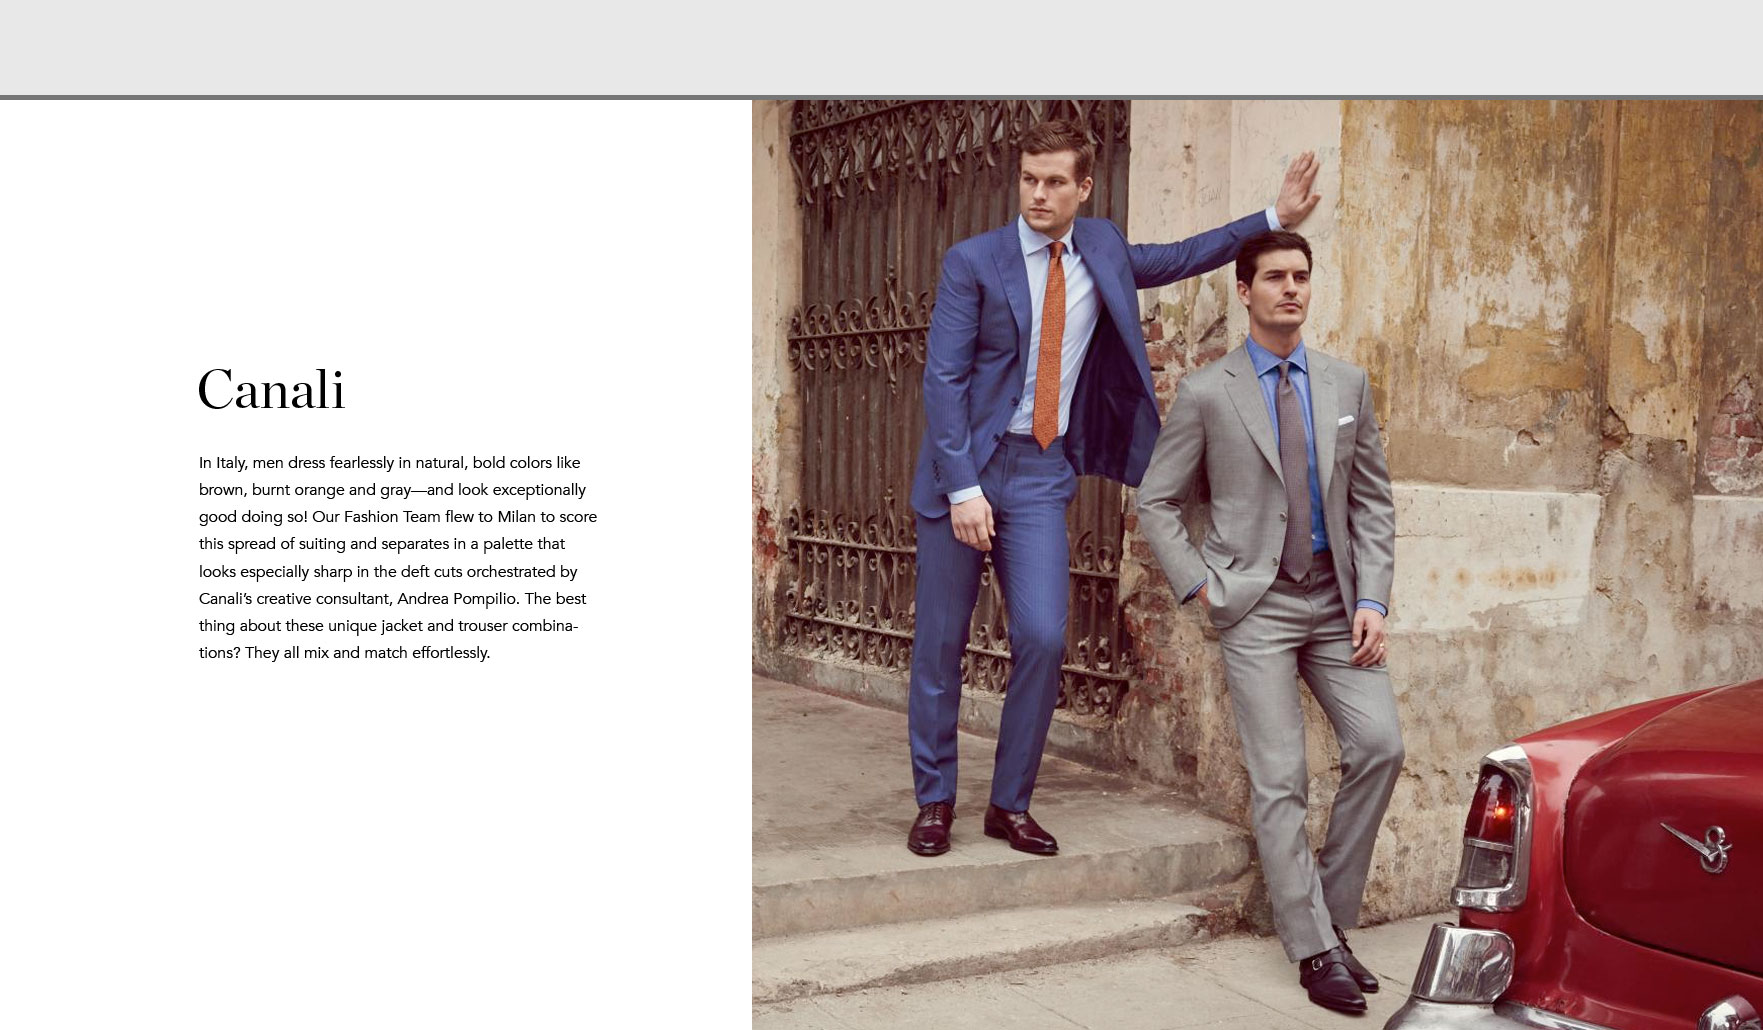 Canali
In Italy, men dress fearlessly in natural, bold colors like
brown, burnt orange and gray—and look exceptionally
good doing so! Our Fashion Team flew to Milan to score
this spread of suiting and separates in a palette that
looks especially sharp in the deft cuts orchestrated by
Canali’s creative consultant, Andrea Pompilio. The best
thing about these unique jacket and trouser combina-
tions? They all mix and match effortlessly.